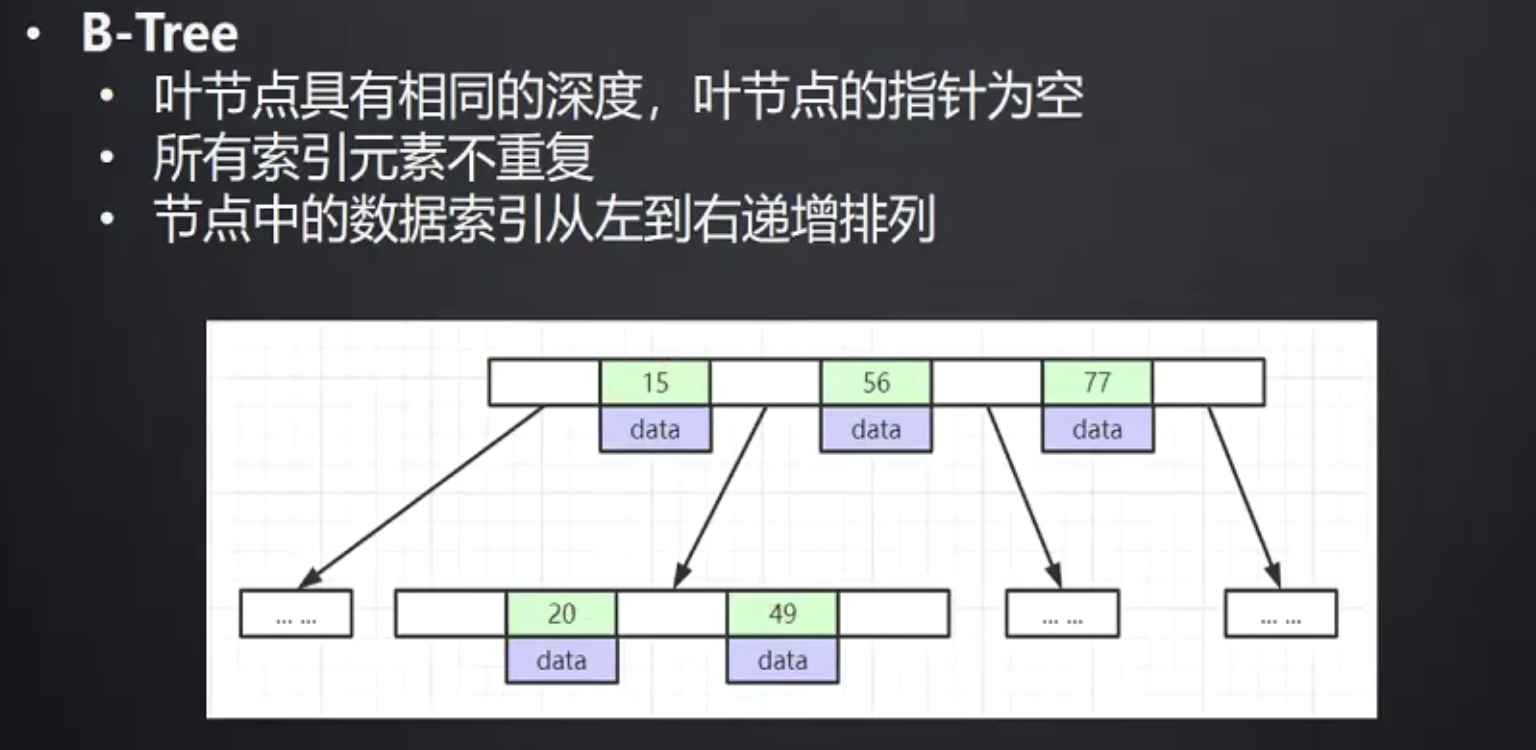 • B-Tree
• 叶节点具有相同的深度，叶节点的指针为空
• 所有索引元素不重复
• 节点中的数据索引从左到右递增排列
15 56 77
data data data
... ... 20 49 ... ... ... ...
data data